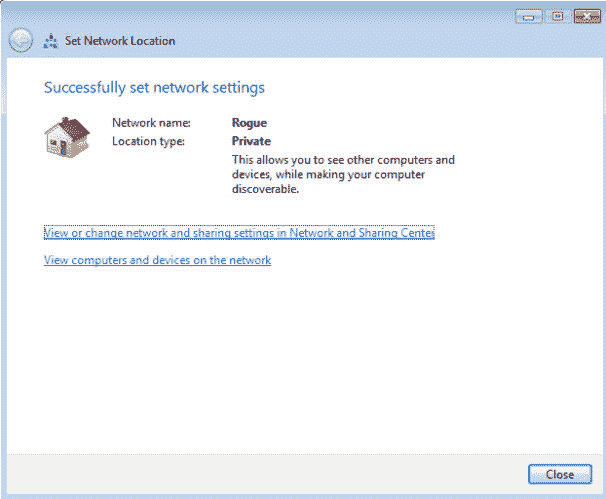 Set Network Location
Successfully set network settings
Network name: Rogue
Location type: Private
This allows you to see other computers and
devices, while making your computer
discoverable.
View or change network and sharing settings in Network and Sharing Center
View computers and devices on the network
Close